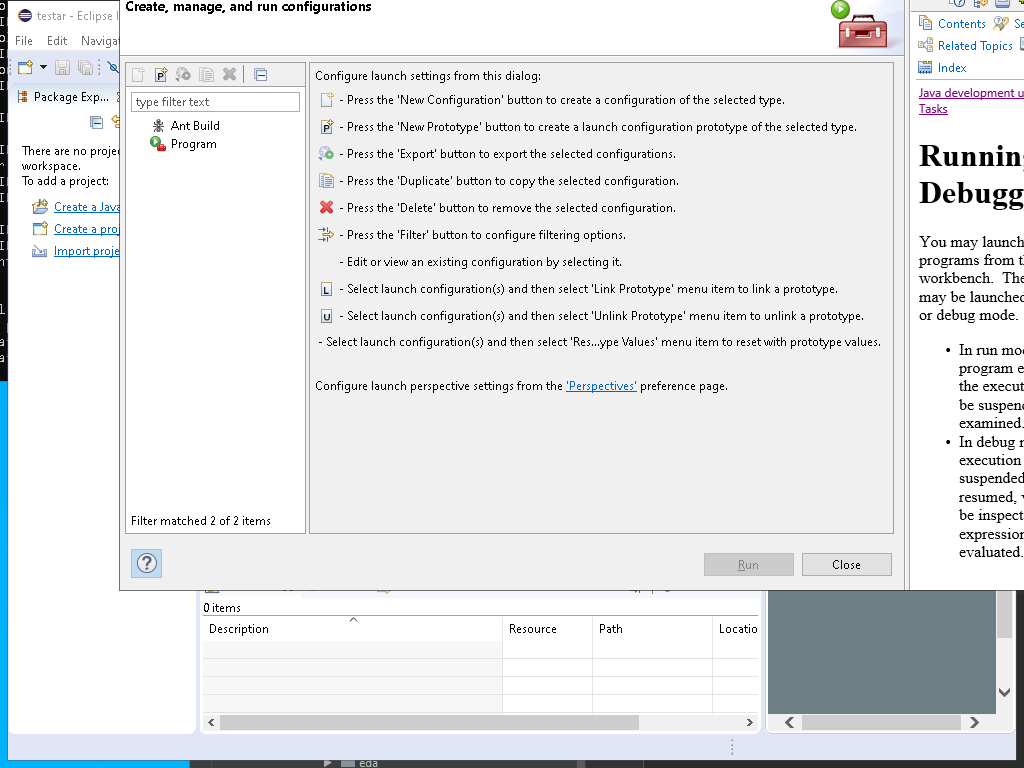 Create, manage, and run configurations
testar - Eclipse
File Edit Navigat
Package Exp...
There are no proje
workspace.
To add a project:
Create a Java
Create a proj
Import proje
type filter text
Ant Build
Program
Filter matched 2 of 2 items
Configure launch settings from this dialog:
- Press the 'New Configuration' button to create a configuration of the selected type.
- Press the 'New Prototype' button to create a launch configuration prototype of the selected type.
- Press the 'Export' button to export the selected configurations.
- Press the 'Duplicate' button to copy the selected configuration.
- Press the 'Delete' button to remove the selected configuration.
- Press the 'Filter' button to configure filtering options.
- Edit or view an existing configuration by selecting it.
- Select launch configuration(s) and then select 'Link Prototype' menu item to link a prototype.
- Select launch configuration(s) and then select 'Unlink Prototype' menu item to unlink a prototype.
- Select launch configuration(s) and then select 'Res...ype Values' menu item to reset with prototype values.
Configure launch perspective settings from the 'Perspectives' preference page.
Run Close
Contents Se
Related Topics
Index
Java development u
Tasks
Running
Debugg
You may launch
programs from th
workbench. The
may be launched
or debug mode.
• In run mod
program e
the execut
be suspend
examined.
• In debug m
execution
suspended
resumed, v
be inspect
expression
evaluated.
0 items
Description Resource Path Locatio
eda